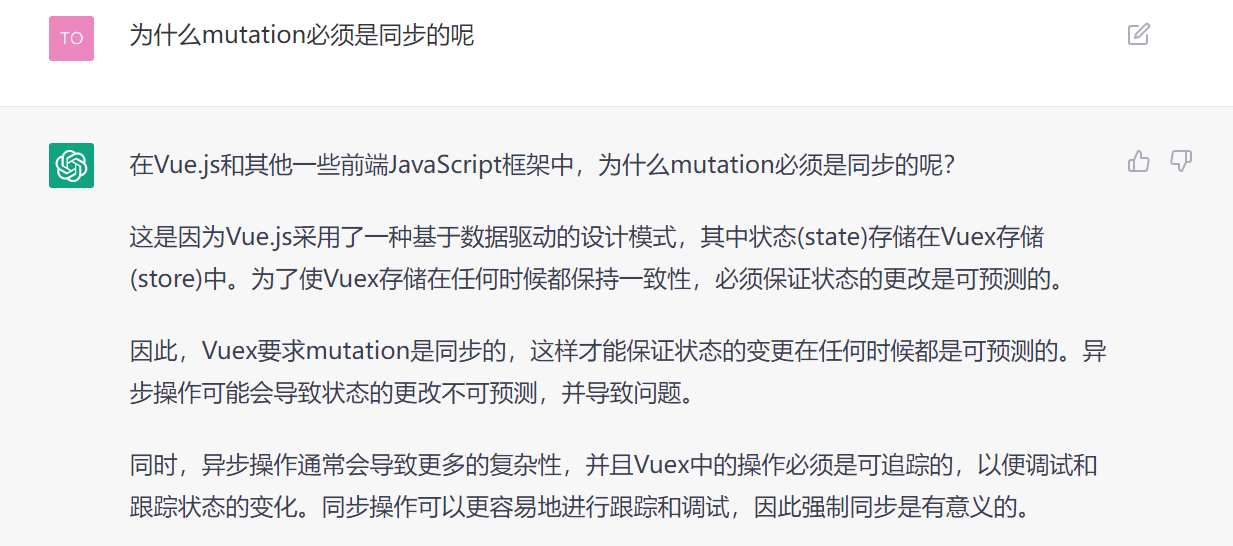 TO
为什么mutation必须是同步的呢
在Vue.js和其他一些前端JavaScript框架中，为什么mutation必须是同步的呢？
这是因为Vue.js采用了一种基于数据驱动的设计模式，其中状态(state)存储在Vuex存储
(store)中。为了使Vuex存储在任何时候都保持一致性，必须保证状态的更改是可预测的。
因此，Vuex要求mutation是同步的，这样才能保证状态的变更在任何时候都是可预测的。异
步操作可能会导致状态的更改不可预测，并导致问题。
同时，异步操作通常会导致更多的复杂性，并且Vuex中的操作必须是可追踪的，以便调试和
跟踪状态的变化。同步操作可以更容易地进行跟踪和调试，因此强制同步是有意义的。